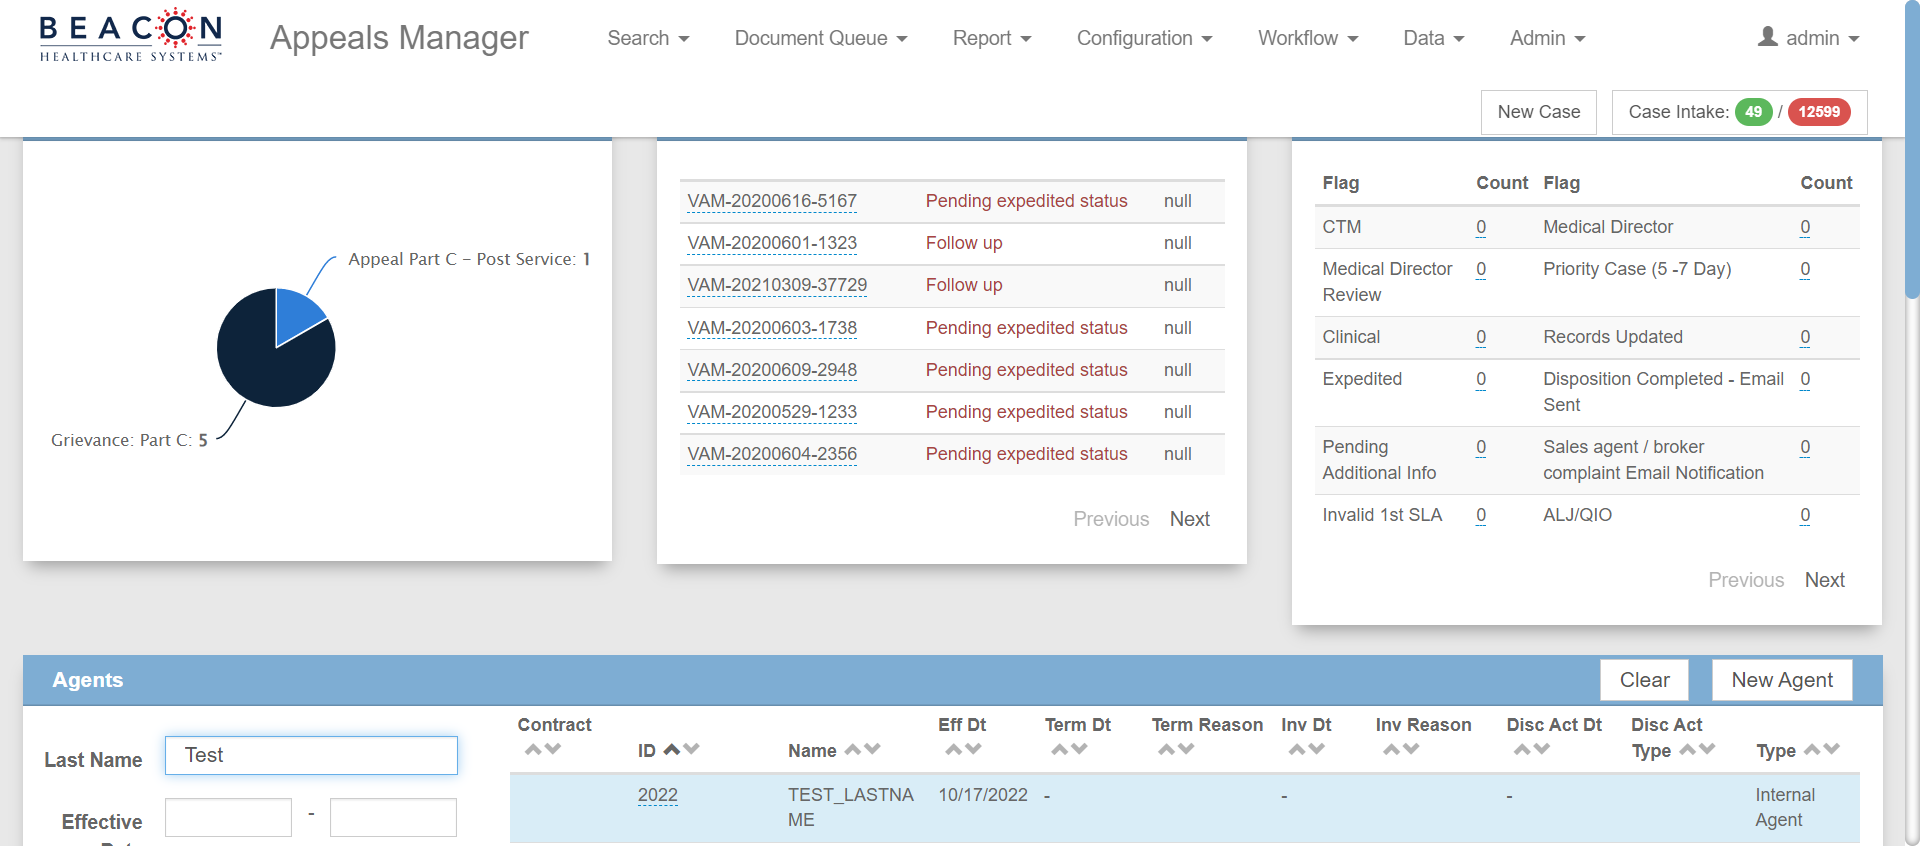 BEACON
HEALTHCARE SYSTEMS™
Appeals Manager
Search
Document Queue
Report
Configuration
Workflow
Data
Admin
admin
New Case
Case Intake: 49 / 12599
Appeal Part C - Post Service: 1
Grievance: Part C: 5
VAM-20200616-5167 Pending expedited status null
VAM-20200601-1323 Follow up null
VAM-20210309-37729 Follow up null
VAM-20200603-1738 Pending expedited status null
VAM-20200609-2948 Pending expedited status null
VAM-20200529-1233 Pending expedited status null
VAM-20200604-2356 Pending expedited status null
Previous Next
Flag Count Flag Count
CTM 0 Medical Director 0
Medical Director 0 Priority Case (5 -7 Day) 0
Review
Clinical 0 Records Updated 0
Expedited 0 Disposition Completed - Email 0
Sent
Pending 0 Sales agent / broker 0
Additional Info complaint Email Notification
Invalid 1st SLA 0 ALJ/QIO 0
Previous Next
Agents
Clear
New Agent
Last Name Test
Effective -
Contract ID Name Eff Dt Term Dt Term Reason Inv Dt Inv Reason Disc Act Dt Disc Act Type Type
2022 TEST_LASTNA 10/17/2022 - - - Internal
ME Agent